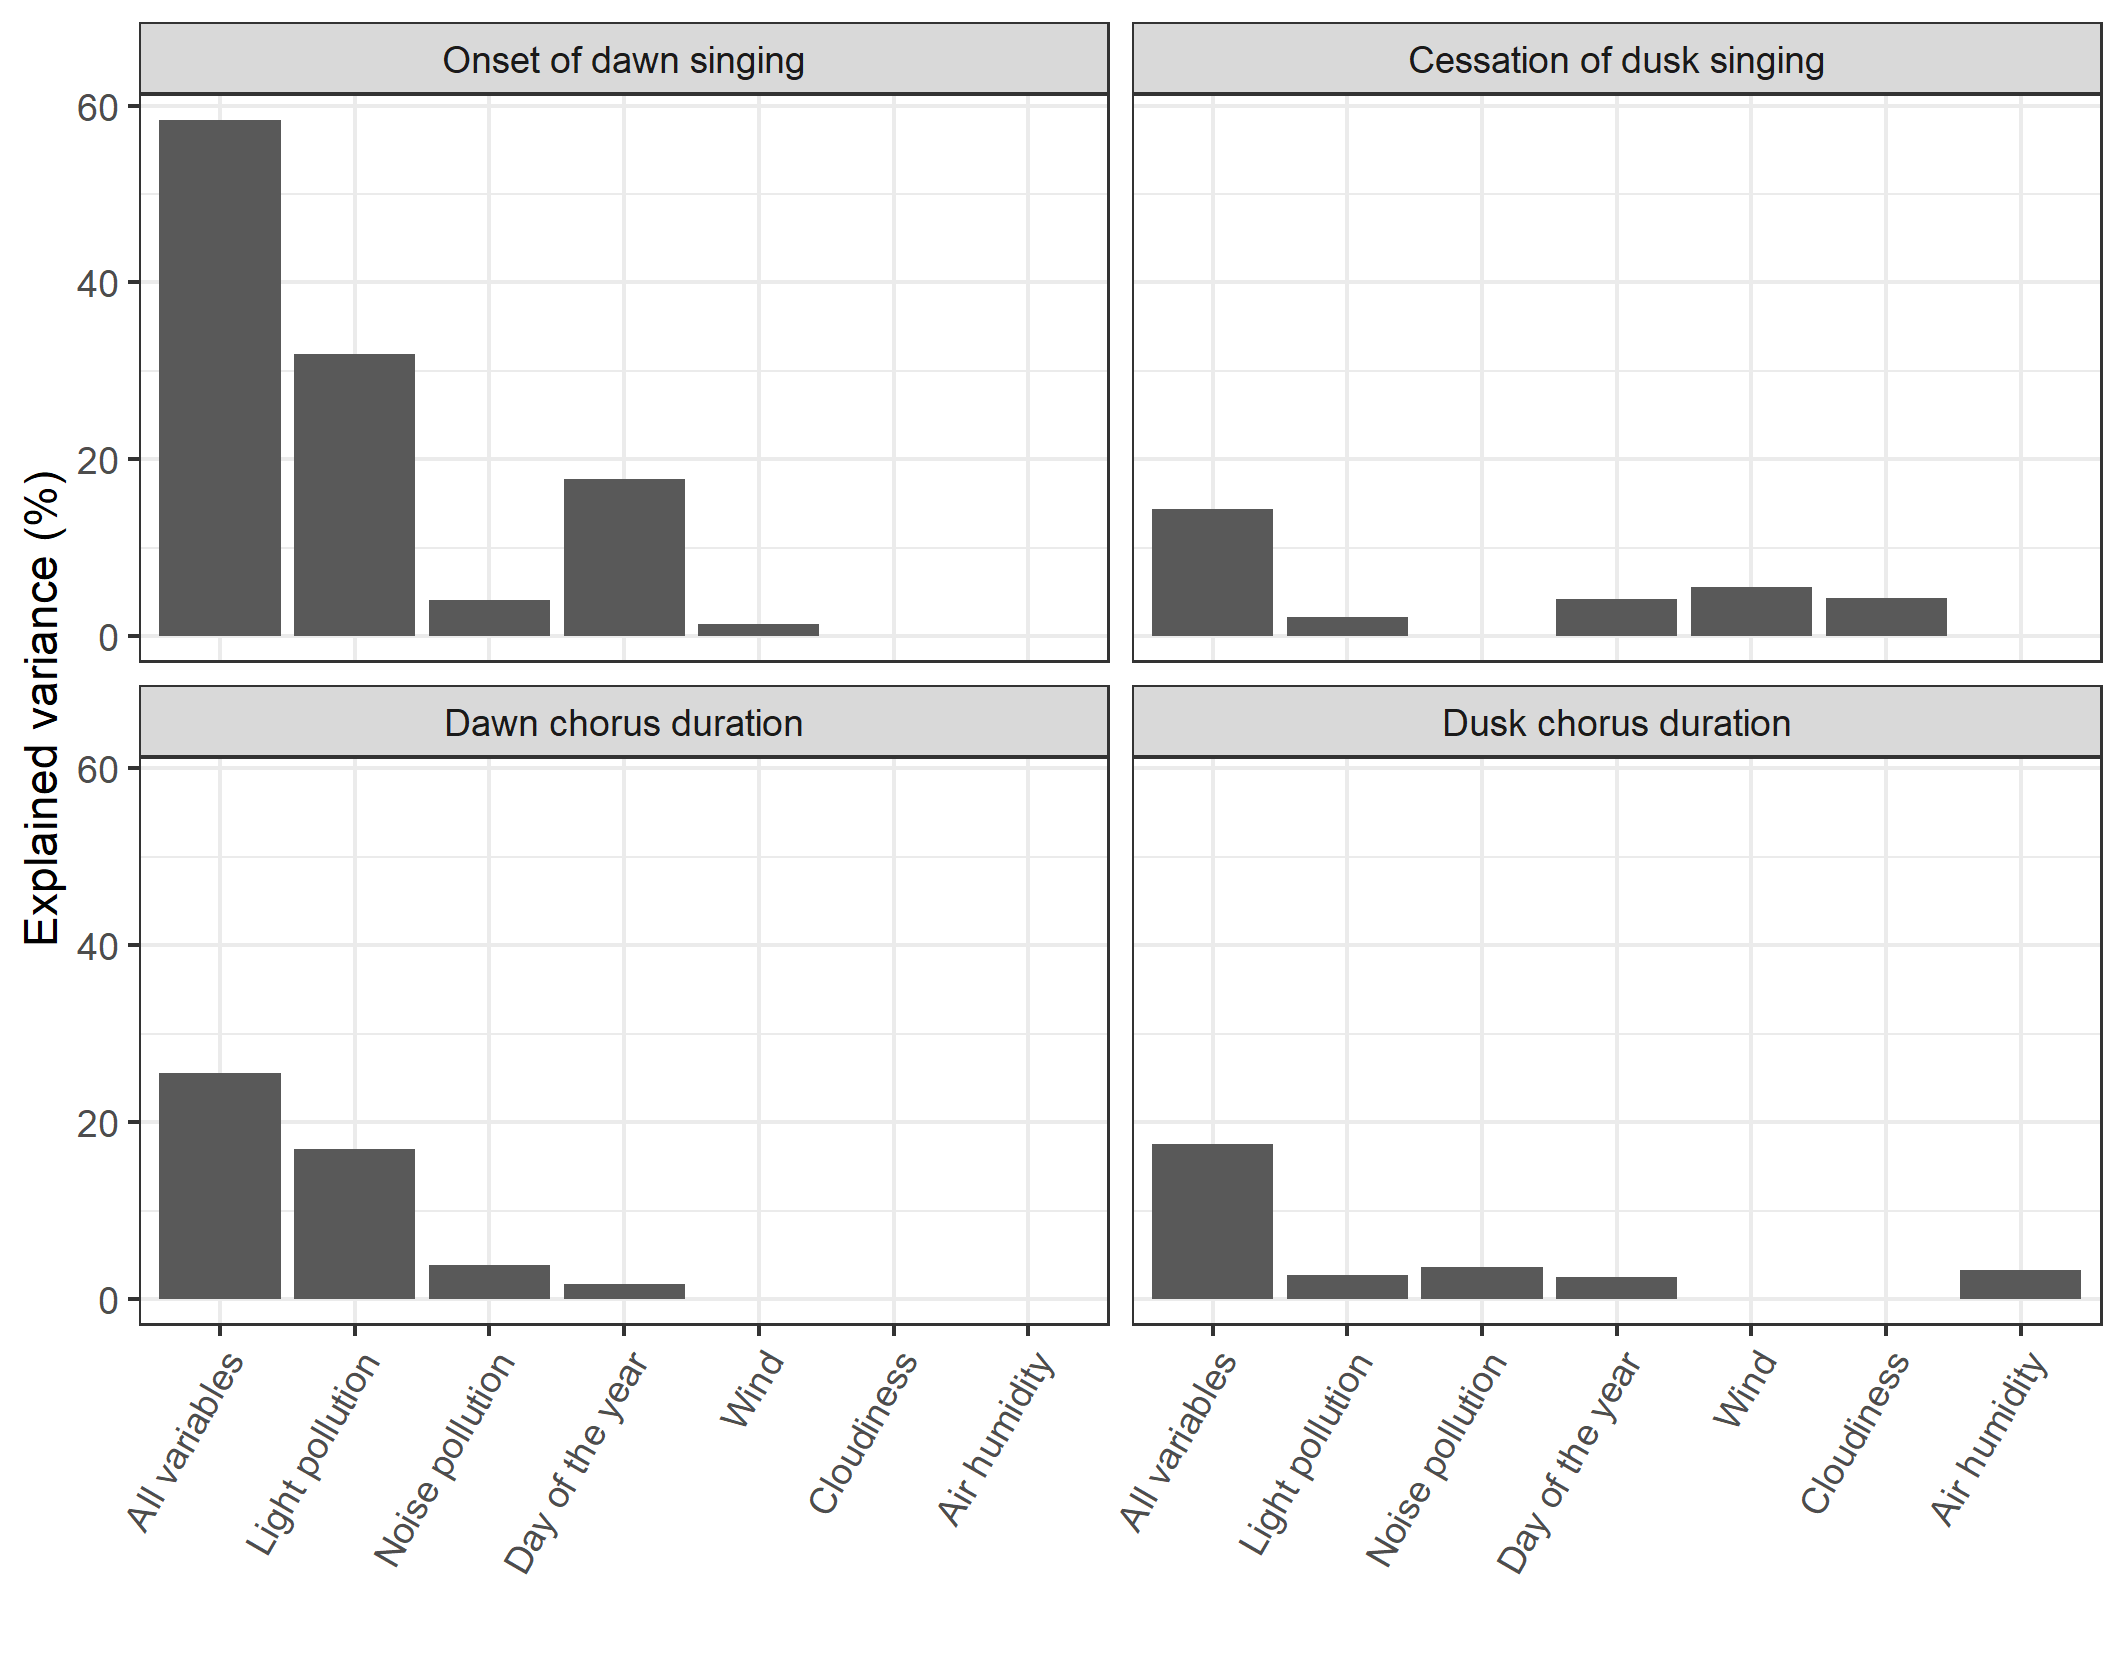 Onset of dawn singing
Cessation of dusk singing
60
40
20
0
Explained variance (%)
Dawn chorus duration
Dusk chorus duration
60
40
20
0
All variables
Light pollution
Noise pollution
Day of the year
Wind
Cloudiness
Air humidity
All variables
Light pollution
Noise pollution
Day of the year
Wind
Cloudiness
Air humidity